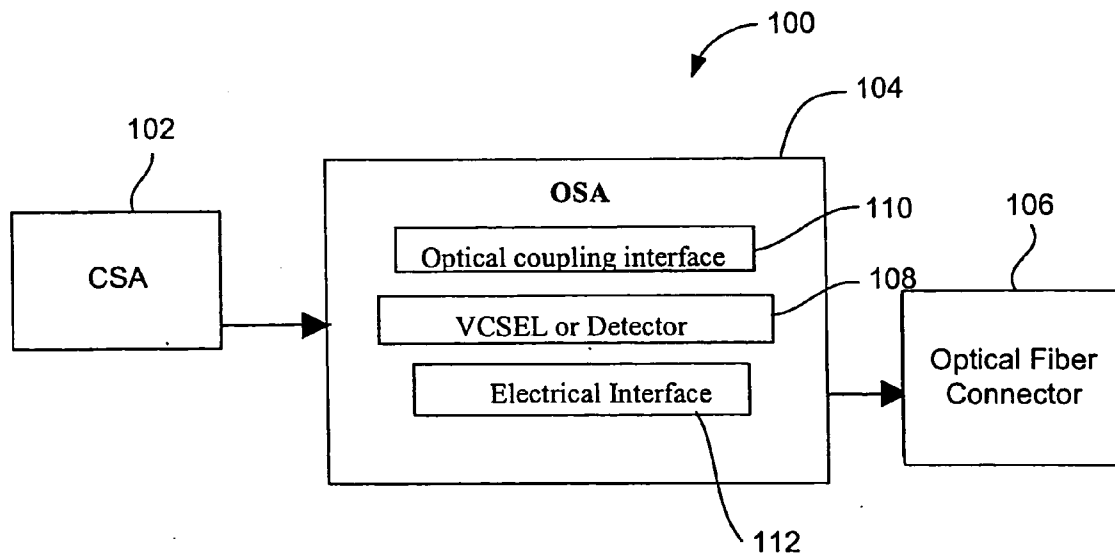 100
104
102
OSA
110
106
Optical coupling interface
CSA
108
VCSEL or Detector
Optical Fiber
Connector
Electrical Interface
112